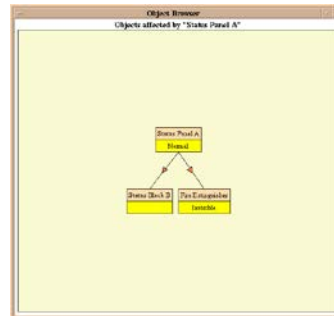 Object Browser
Objects affected by "Status Panel A"
Status Panel A
Normal
Status Block B
Fire Extinguisher
Invisible